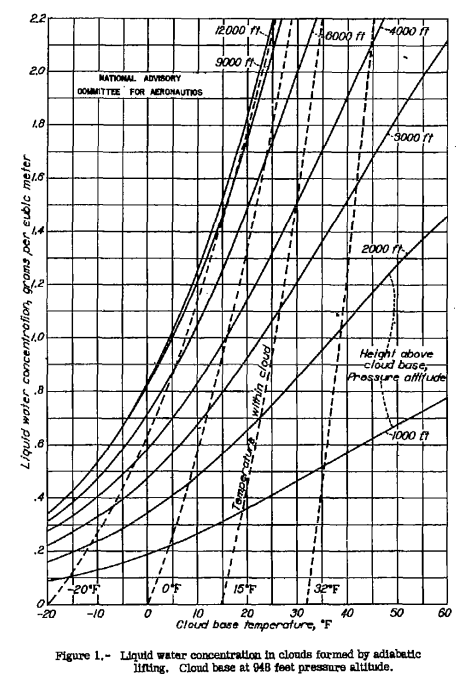 2.2
2.0
1.8
1.6
1.4
1.2
1.0
.8
.6
.4
.2
0
Liquid water concentration, grams per cubic meter
NATIONAL ADVISORY
COMMITTEE FOR AERONAUTICS
12000 ft
9000 ft
6000 ft
4000 ft
3000 ft
2000 ft
Height above
cloud base,
Pressure altitude
1000 ft
Temperature within cloud
-20°F
0°F
15°F
32°F
-20 -10 0 10 20 30 40 50 60
Cloud base temperature, °F
Figure 1.- Liquid water concentration in clouds formed by adiabatic
lifting. Cloud base at 948 feet pressure altitude.